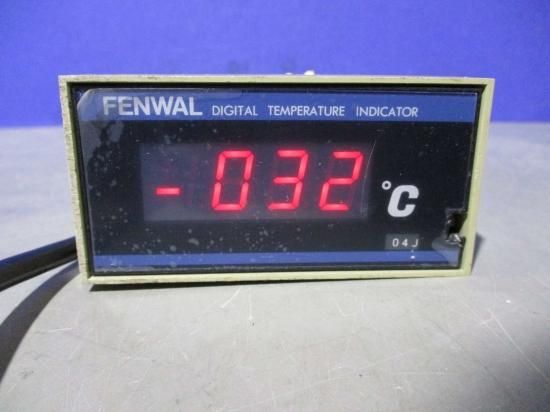 FENWAL DIGITAL TEMPERATURE INDICATOR
-032 °C
04J